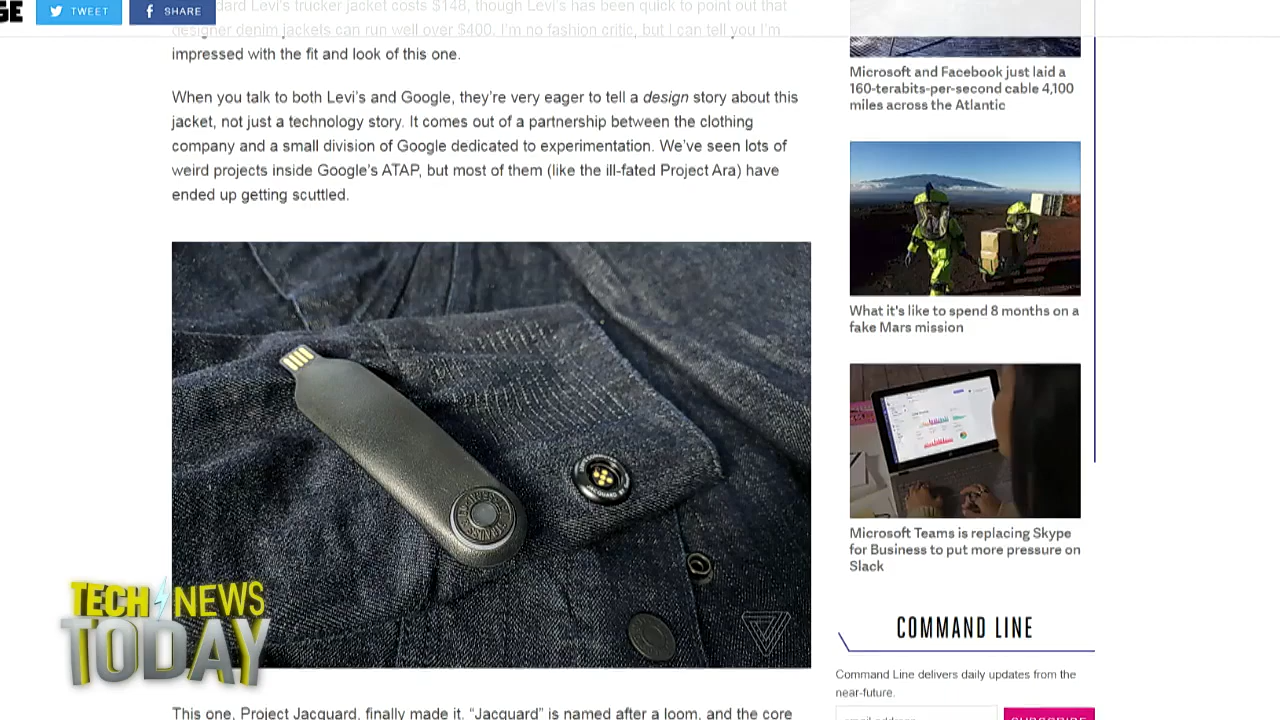 GE
TWEET
SHARE
dard Levi's trucker jacket costs $148, though Levi's has been quick to point out that
designer denim jackets can run well over $400. I'm no fashion critic, but I can tell you I'm
impressed with the fit and look of this one.
When you talk to both Levi's and Google, they're very eager to tell a design story about this
jacket, not just a technology story. It comes out of a partnership between the clothing
company and a small division of Google dedicated to experimentation. We've seen lots of
weird projects inside Google's ATAP, but most of them (like the ill-fated Project Ara) have
ended up getting scuttled.
This one, Project Jacquard, finally made it. “Jacquard” is named after a loom, and the core
Microsoft and Facebook just laid a
160-terabits-per-second cable 4,100
miles across the Atlantic
What it's like to spend 8 months on a
fake Mars mission
Microsoft Teams is replacing Skype
for Business to put more pressure on
Slack
COMMAND LINE
Command Line delivers daily updates from the
near-future.
email address
SUBSCRIBE
TECH NEWS
TODAY